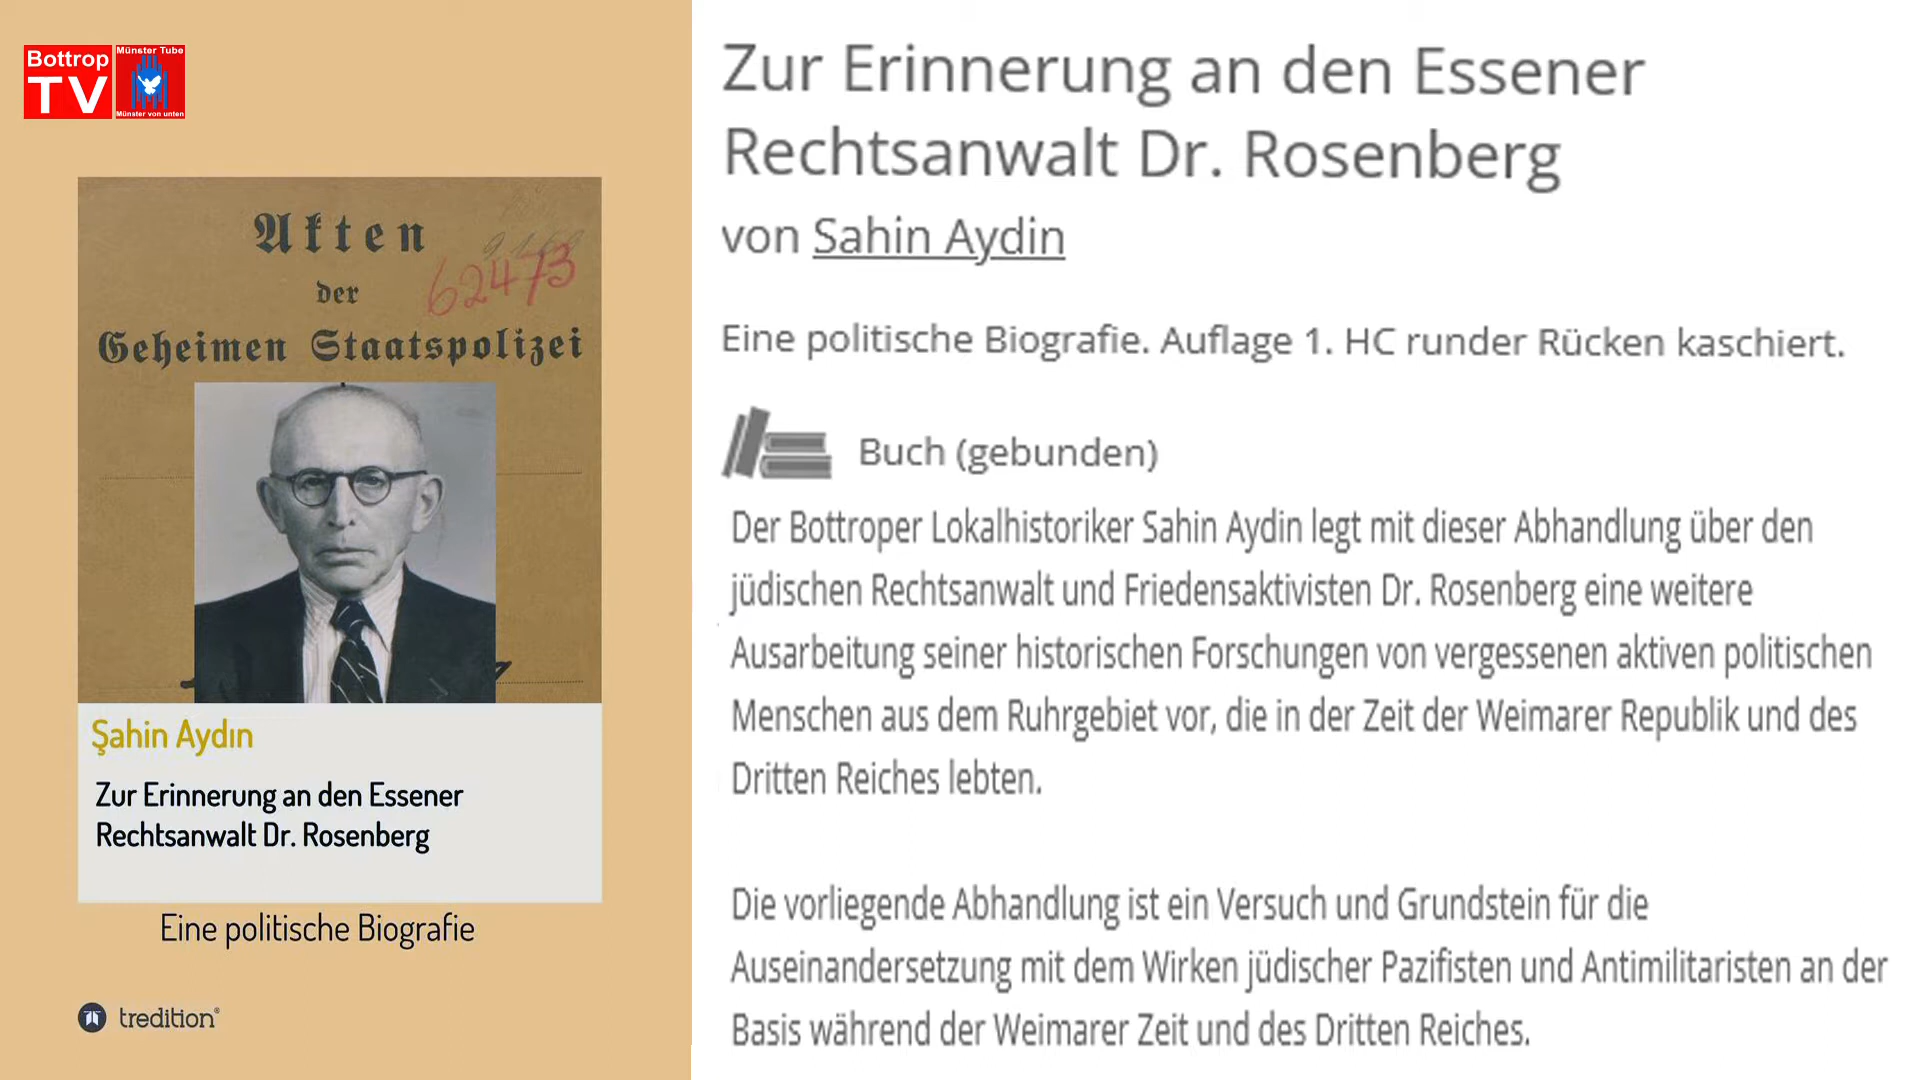 Bottrop
TV
Münster Tube
Münster von unten
Akten
der
Geheimen Staatspolizei
62473
Şahin Aydın
Zur Erinnerung an den Essener
Rechtsanwalt Dr. Rosenberg
Eine politische Biografie
tredition®
Zur Erinnerung an den Essener
Rechtsanwalt Dr. Rosenberg
von Sahin Aydin
Eine politische Biografie. Auflage 1. HC runder Rücken kaschiert.
Buch (gebunden)
Der Bottroper Lokalhistoriker Sahin Aydin legt mit dieser Abhandlung über den
jüdischen Rechtsanwalt und Friedensaktivisten Dr. Rosenberg eine weitere
Ausarbeitung seiner historischen Forschungen von vergessenen aktiven politischen
Menschen aus dem Ruhrgebiet vor, die in der Zeit der Weimarer Republik und des
Dritten Reiches lebten.
Die vorliegende Abhandlung ist ein Versuch und Grundstein für die
Auseinandersetzung mit dem Wirken jüdischer Pazifisten und Antimilitaristen an der
Basis während der Weimarer Zeit und des Dritten Reiches.